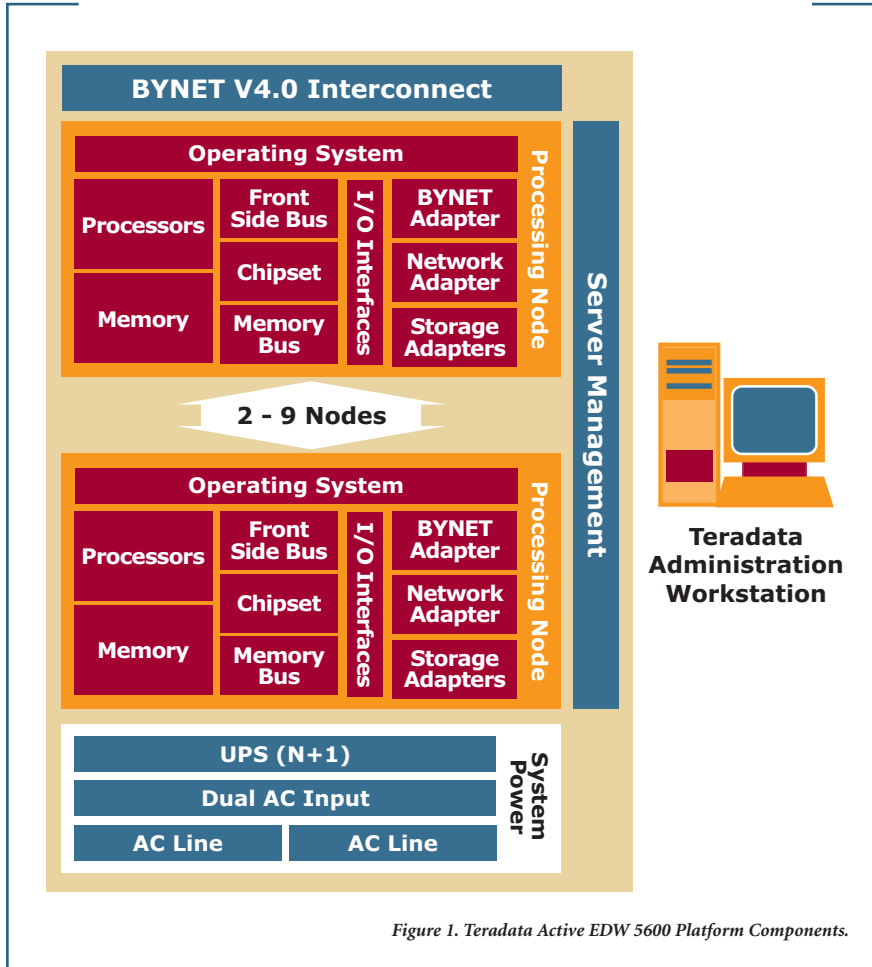 BYNET V4.0 Interconnect
Operating System
Processors
Memory
Front
Side Bus
Chipset
Memory
Bus
I/O Interfaces
BYNET
Adapter
Network
Adapter
Storage
Adapters
Processing Node
2 - 9 Nodes
Operating System
Processors
Memory
Front
Side Bus
Chipset
Memory
Bus
I/O Interfaces
BYNET
Adapter
Network
Adapter
Storage
Adapters
Processing Node
UPS (N+1)
Dual AC Input
AC Line
AC Line
System
Power
Server Management
Teradata
Administration
Workstation
Figure 1. Teradata Active EDW 5600 Platform Components.